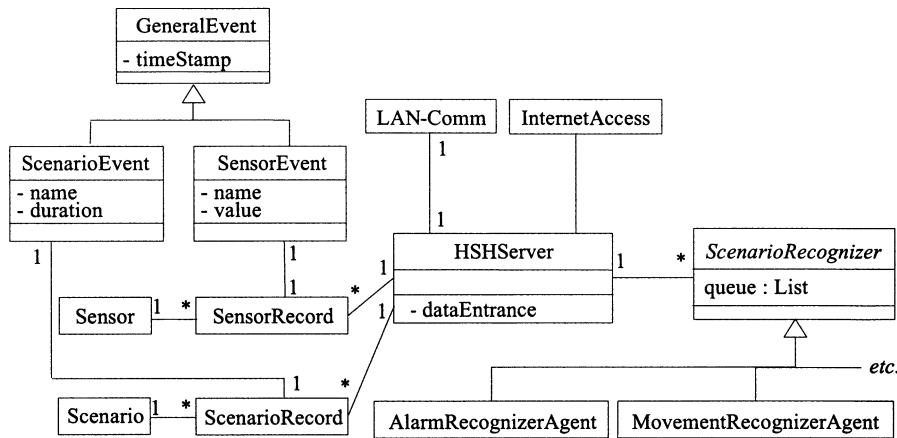 GeneralEvent
- timeStamp
LAN-Comm
InternetAccess
1
ScenarioEvent
- name
- duration
SensorEvent
- name
- value
1
1
1
1
HSHServer
- dataEntrance
1
*
ScenarioRecognizer
queue : List
Sensor
1
*
SensorRecord
*
1
1
etc.
1
*
Scenario
1
*
ScenarioRecord
AlarmRecognizerAgent
MovementRecognizerAgent